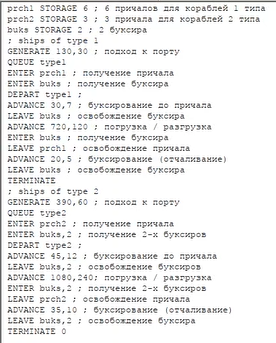 prch1 STORAGE 6 ; 6 причалов для кораблей 1 типа
prch2 STORAGE 3 ; 3 причала для кораблей 2 типа
buks STORAGE 2 ; 2 буксира
; ships of type 1
GENERATE 130,30 ; подход к порту
QUEUE type1
ENTER prch1 ; получение причала
ENTER buks ; получение буксира
DEPART type1 ;
ADVANCE 30,7 ; буксирование до причала
LEAVE buks ; освобождение буксира
ADVANCE 720,120 ; погрузка / разгрузка
ENTER buks ; получение буксира
LEAVE prch1 ; освобождение причала
ADVANCE 20,5 ; буксирование (отчаливание)
LEAVE buks ; освобождение буксира
TERMINATE
; ships of type 2
GENERATE 390,60 ; подход к порту
QUEUE type2
ENTER prch2 ; получение причала
ENTER buks,2 ; получение 2-х буксиров
DEPART type2 ;
ADVANCE 45,12 ; буксирование до причала
LEAVE buks,2 ; освобождение буксиров
ADVANCE 1080,240; погрузка / разгрузка
ENTER buks,2 ; получение 2-х буксиров
LEAVE prch2 ; освобождение причала
ADVANCE 35,10 ; буксирование (отчаливание)
LEAVE buks,2 ; освобождение буксира
TERMINATE 0